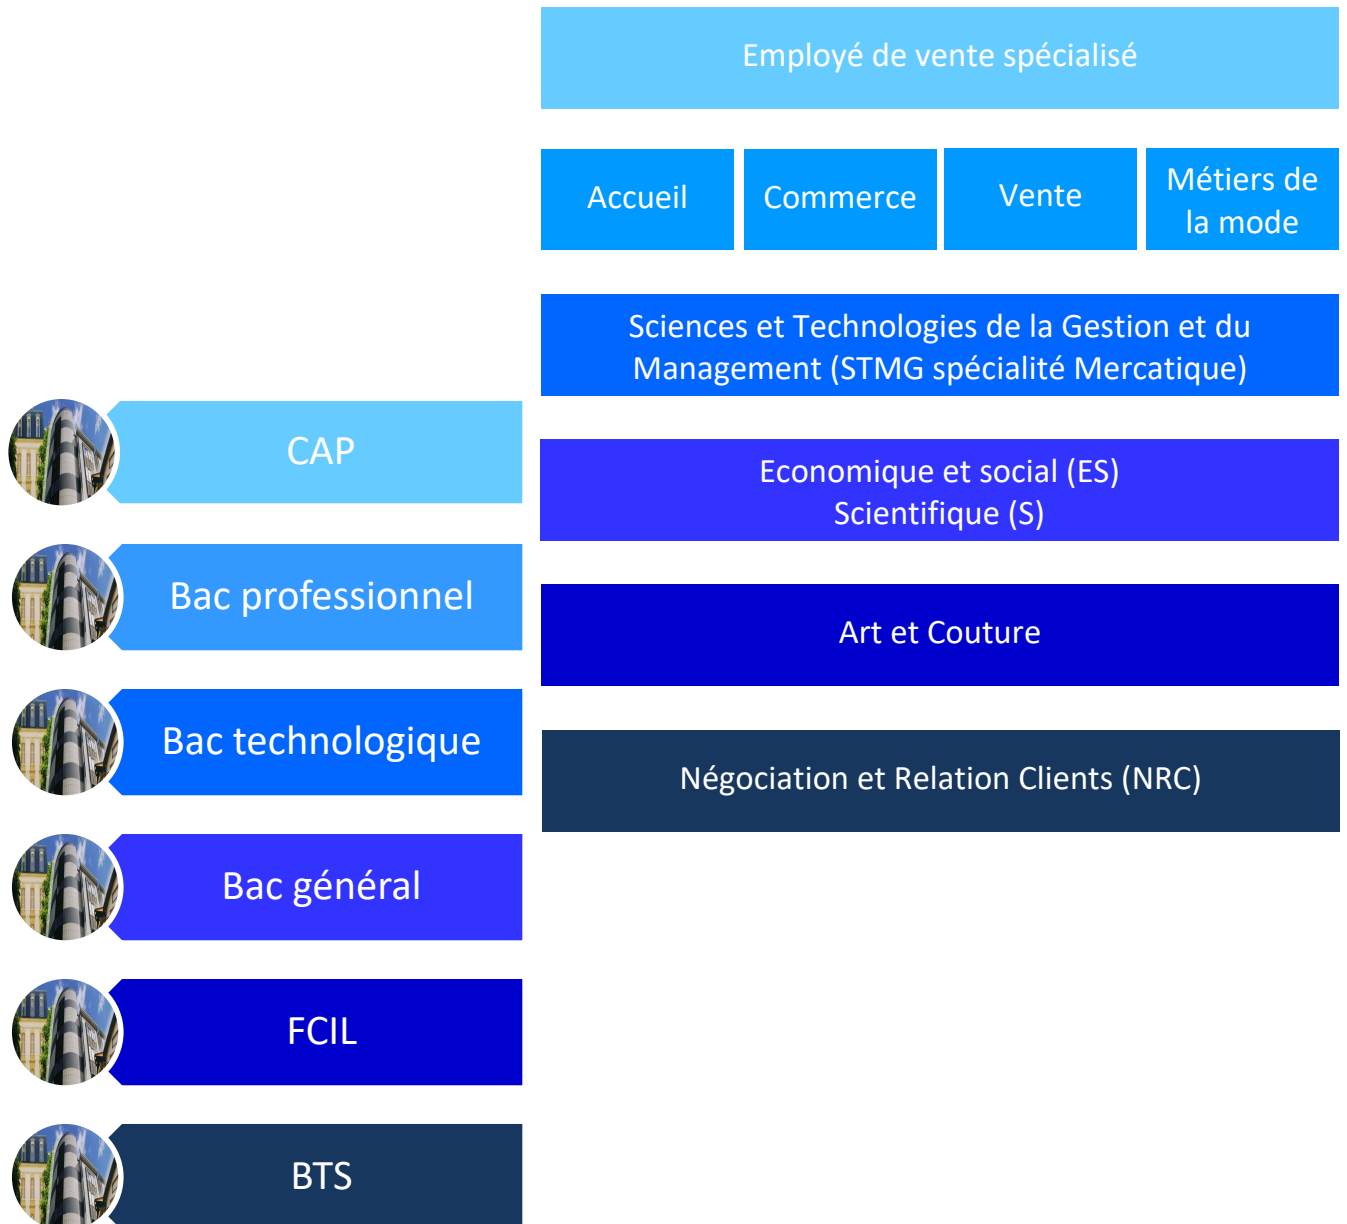 Employé de vente spécialisé
Accueil
Commerce
Vente
Métiers de
la mode
Sciences et Technologies de la Gestion et du
Management (STMG spécialité Mercatique)
Economique et social (ES)
Scientifique (S)
Art et Couture
Négociation et Relation Clients (NRC)
CAP
Bac professionnel
Bac technologique
Bac général
FCIL
BTS